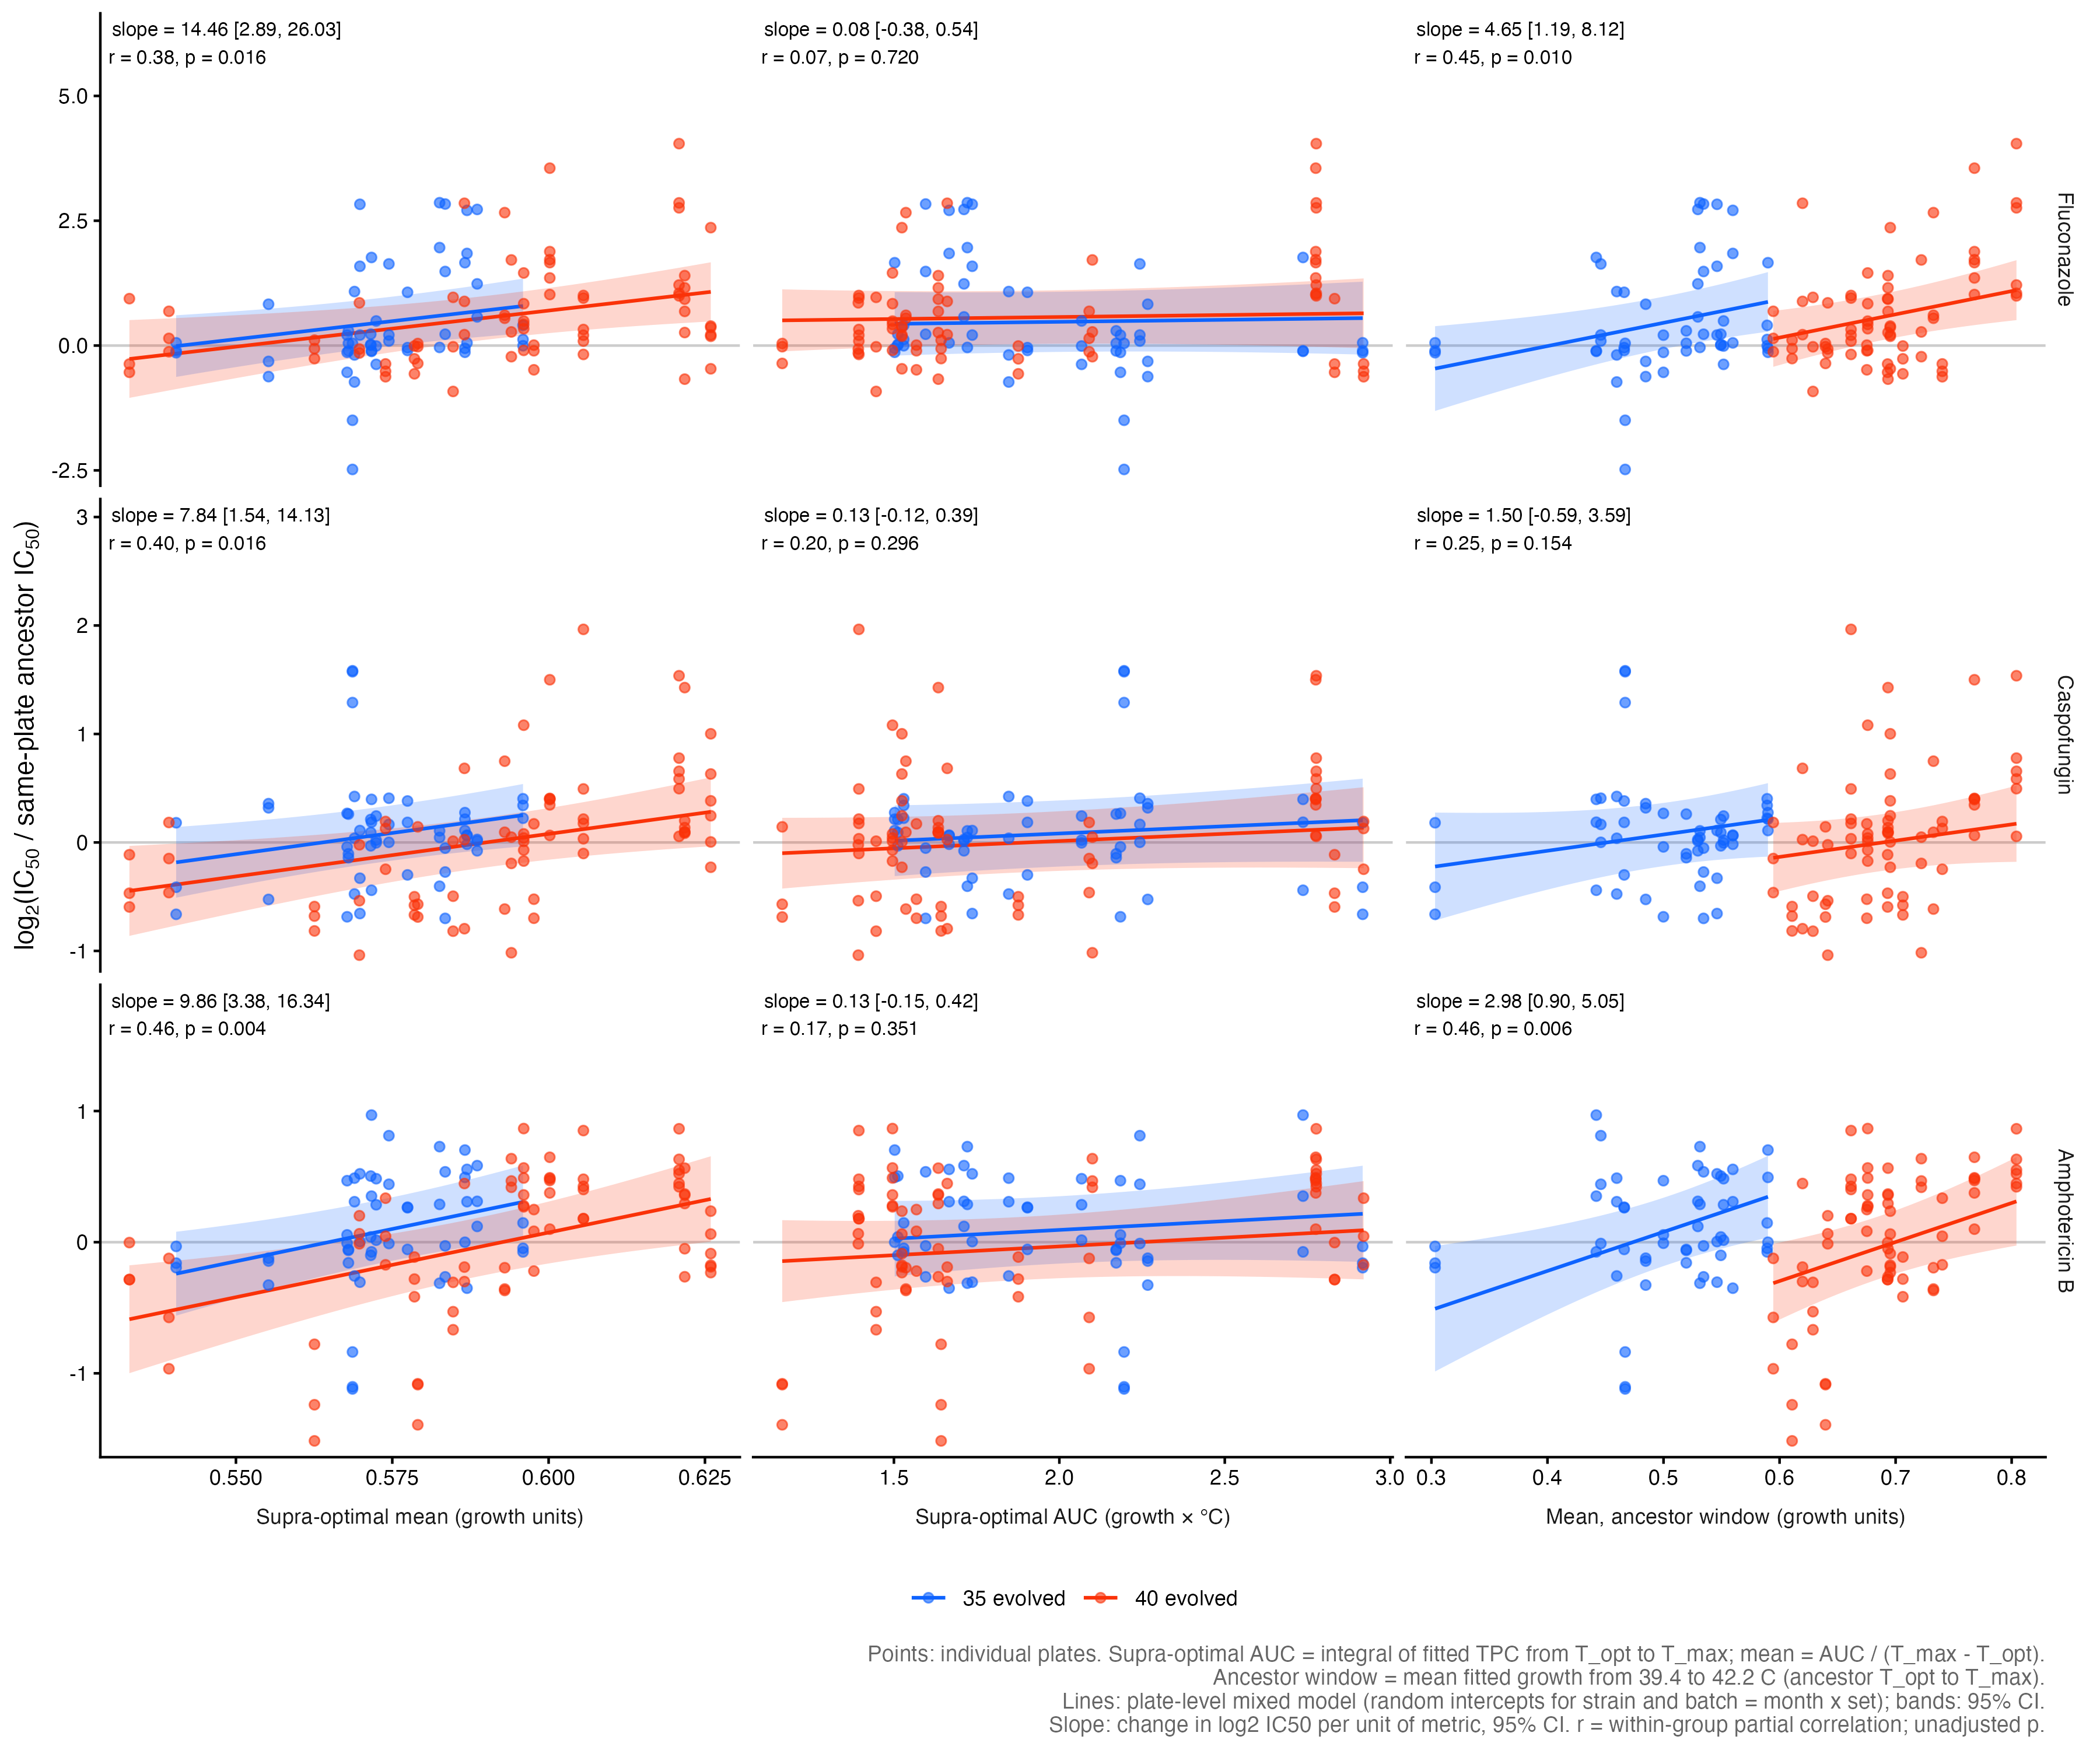 slope = 14.46 [2.89, 26.03]
r = 0.38, p = 0.016
slope = 0.08 [-0.38, 0.54]
r = 0.07, p = 0.720
slope = 4.65 [1.19, 8.12]
r = 0.45, p = 0.010
5.0
2.5
0.0
-2.5
Fluconazole
slope = 7.84 [1.54, 14.13]
r = 0.40, p = 0.016
slope = 0.13 [-0.12, 0.39]
r = 0.20, p = 0.296
slope = 1.50 [-0.59, 3.59]
r = 0.25, p = 0.154
3
2
1
0
-1
Caspofungin
log₂(IC₅₀ / same-plate ancestor IC₅₀)
slope = 9.86 [3.38, 16.34]
r = 0.46, p = 0.004
slope = 0.13 [-0.15, 0.42]
r = 0.17, p = 0.351
slope = 2.98 [0.90, 5.05]
r = 0.46, p = 0.006
1
0
-1
Amphotericin B
0.550 0.575 0.600 0.625
1.5 2.0 2.5 3.0
0.3 0.4 0.5 0.6 0.7 0.8
Supra-optimal mean (growth units)
Supra-optimal AUC (growth × °C)
Mean, ancestor window (growth units)
35 evolved
40 evolved
Points: individual plates. Supra-optimal AUC = integral of fitted TPC from T_opt to T_max; mean = AUC / (T_max - T_opt).
Ancestor window = mean fitted growth from 39.4 to 42.2 C (ancestor T_opt to T_max).
Lines: plate-level mixed model (random intercepts for strain and batch = month x set); bands: 95% CI.
Slope: change in log2 IC50 per unit of metric, 95% CI. r = within-group partial correlation; unadjusted p.